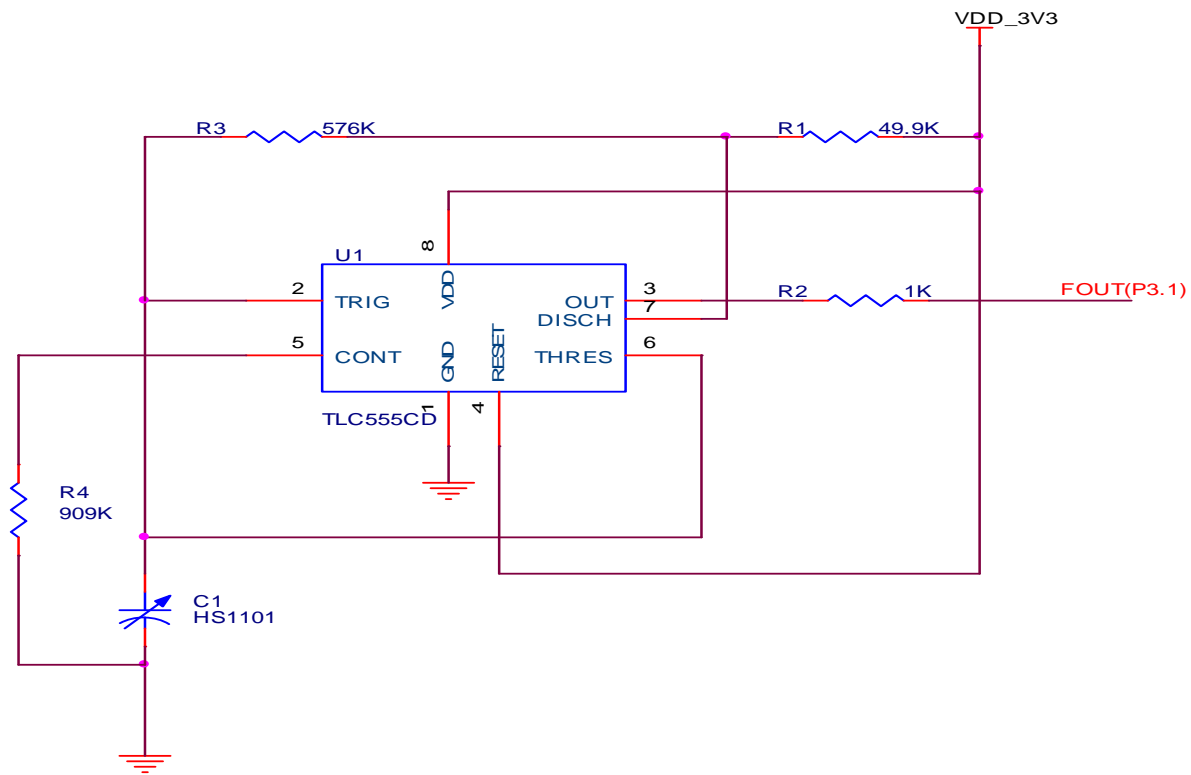 VDD_3V3
R3 576K
R1 49.9K
U1
8
VDD
2 TRIG
OUT 3
DISCH 7
R2 1K
FOUT(P3.1)
5 CONT
THRES 6
GND
RESET
1
4
TLC555CD
R4
909K
C1
HS1101